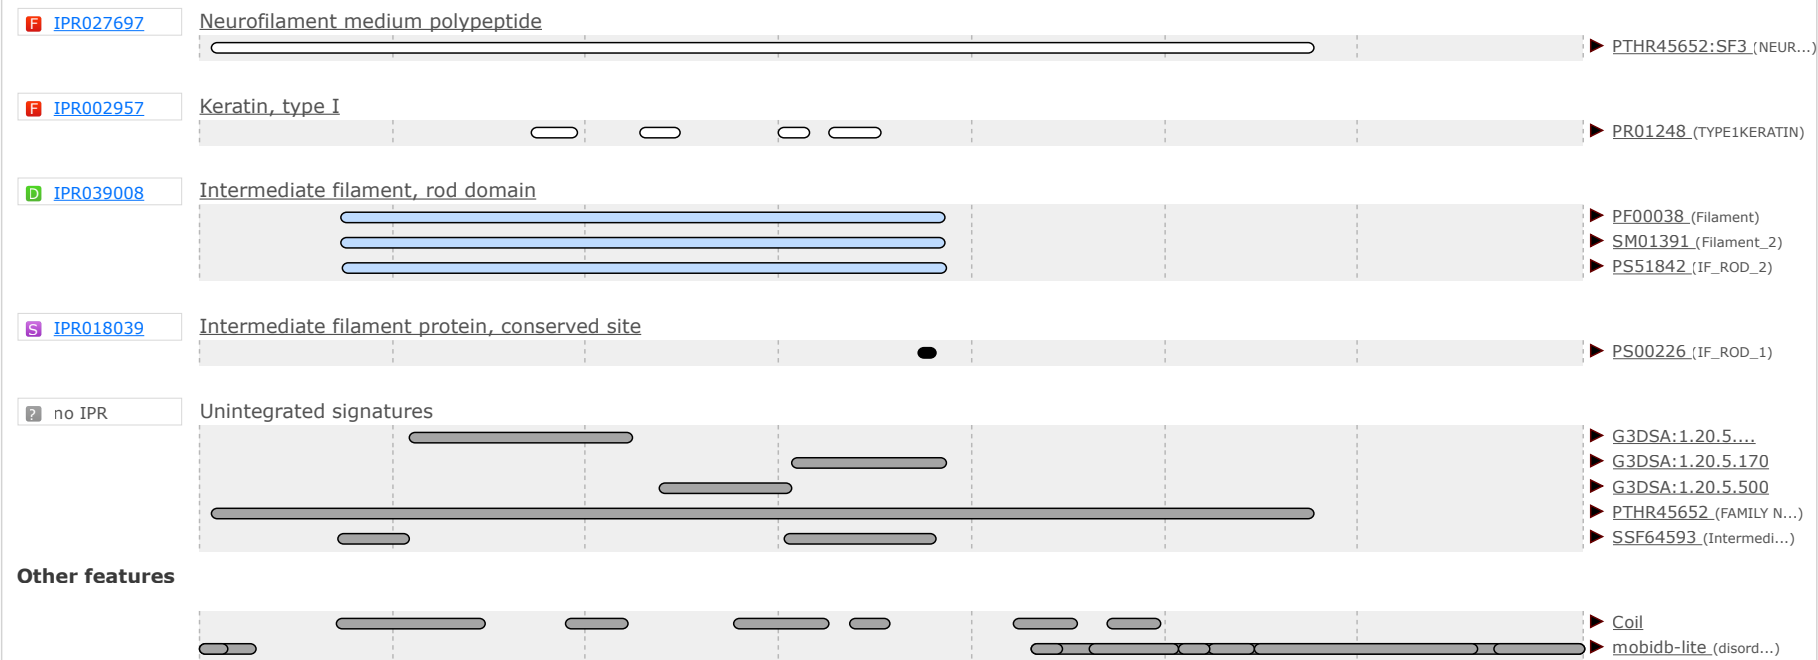 F IPR027697 Neurofilament medium polypeptide
PTHR45652:SF3 (NEUR...)
F IPR002957 Keratin, type I
PR01248 (TYPE1KERATIN)
D IPR039008 Intermediate filament, rod domain
PF00038 (Filament)
SM01391 (Filament_2)
PS51842 (IF_ROD_2)
S IPR018039 Intermediate filament protein, conserved site
PS00226 (IF_ROD_1)
? no IPR Unintegrated signatures
G3DSA:1.20.5....
G3DSA:1.20.5.170
G3DSA:1.20.5.500
PTHR45652 (FAMILY N...)
SSF64593 (Intermedi...)
Other features
Coil
mobidb-lite (disord...)